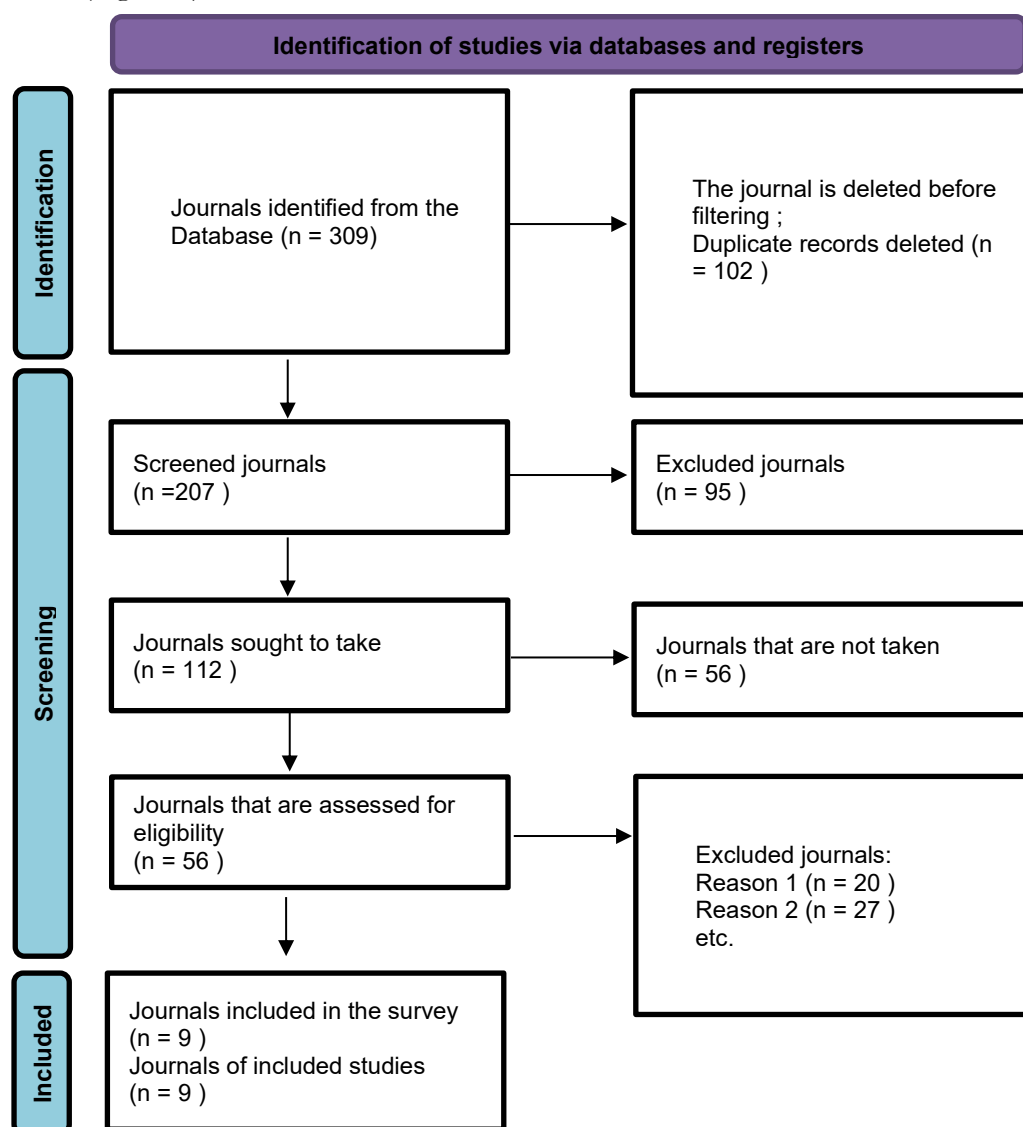 Identification of studies via databases and registers
Identification
Journals identified from the
Database (n = 309)
The journal is deleted before
filtering ;
Duplicate records deleted (n
= 102 )
Screening
Screened journals
(n =207 )
Excluded journals
(n = 95 )
Journals sought to take
(n = 112 )
Journals that are not taken
(n = 56 )
Journals that are assessed for
eligibility
(n = 56 )
Excluded journals:
Reason 1 (n = 20 )
Reason 2 (n = 27 )
etc.
Included
Journals included in the survey
(n = 9 )
Journals of included studies
(n = 9 )